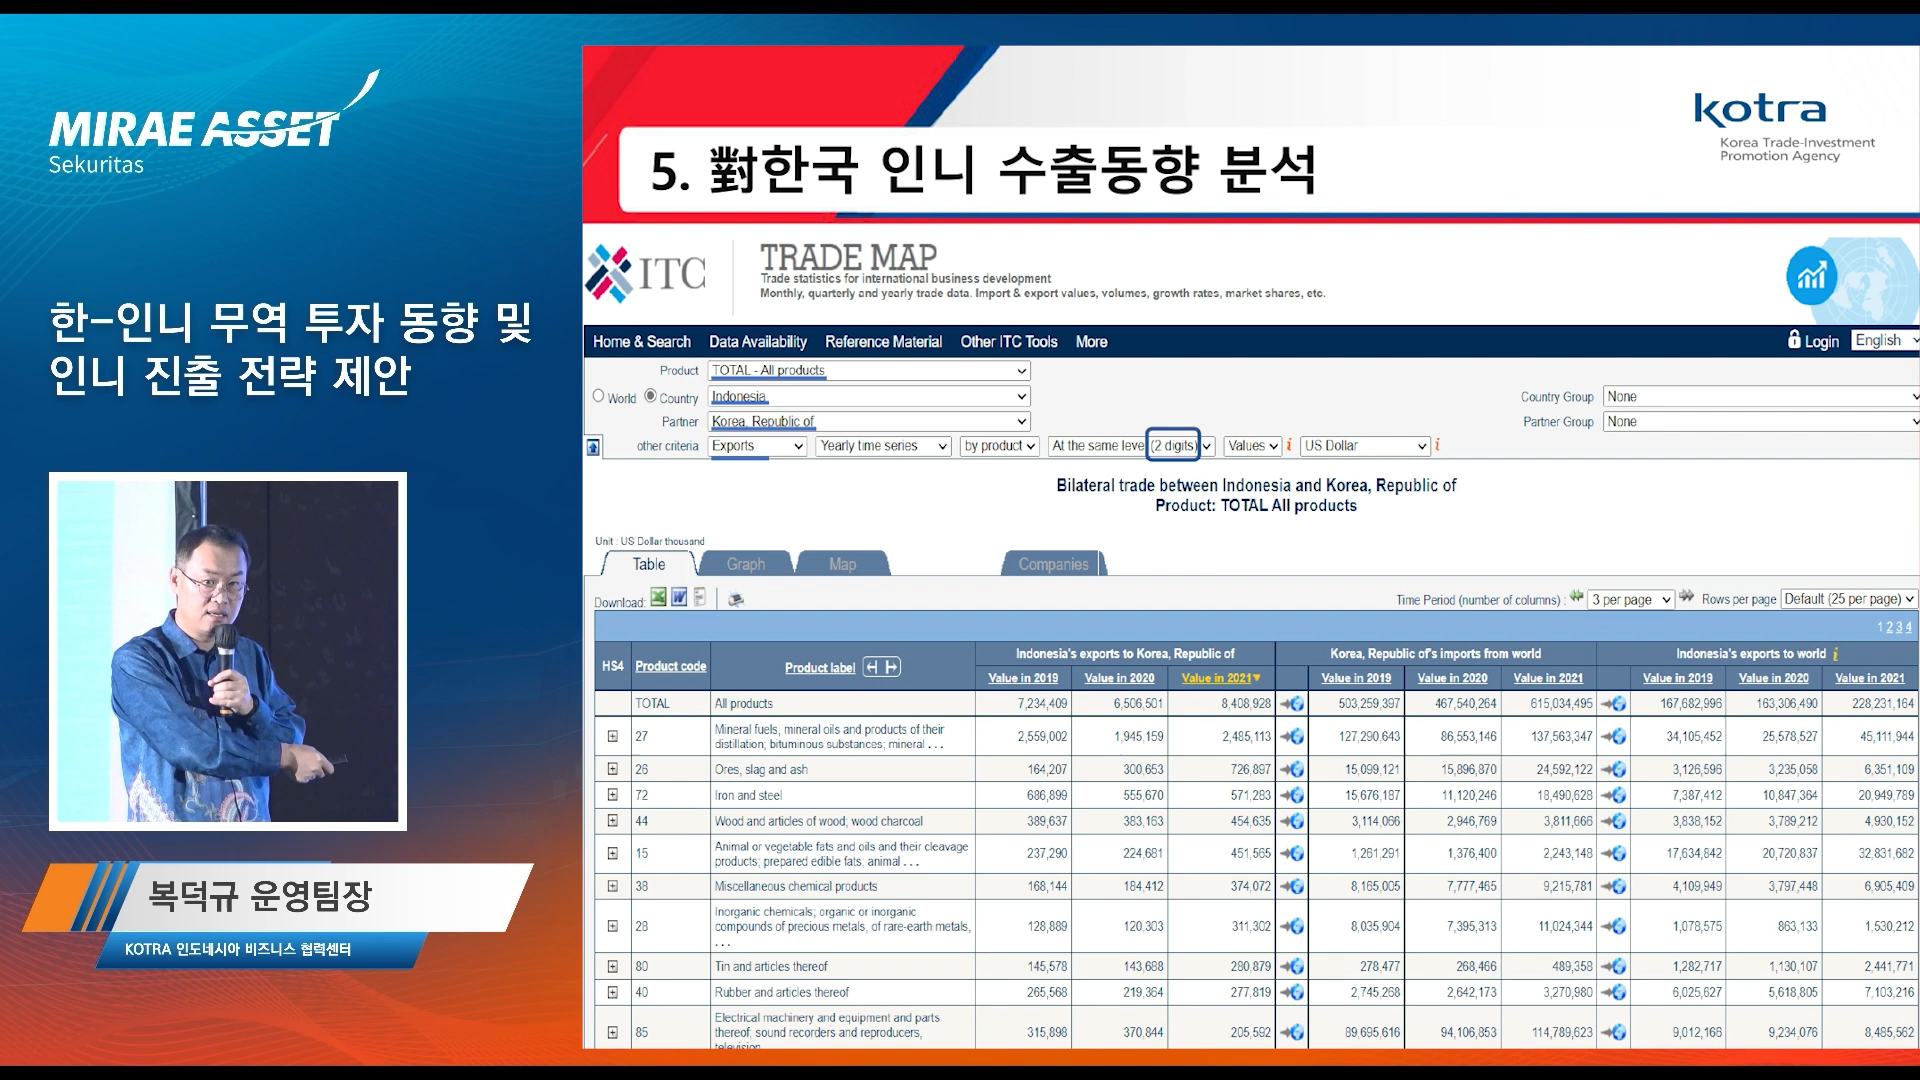 MIRAE ASSET
Sekuritas
한-인니 무역 투자 동향 및
인니 진출 전략 제안
복덕규 운영팀장
KOTRA 인도네시아 비즈니스 협력센터
kotra
Korea Trade-Investment
Promotion Agency
5. 對한국 인니 수출동향 분석
ITC
TRADE MAP
Trade statistics for international business development
Monthly, quarterly and yearly trade data. Import & export values, volumes, growth rates, market shares, etc.
Home & Search Data Availability Reference Material Other ITC Tools More Login English
Product TOTAL - All products
World Country Indonesia Country Group None
Partner Korea, Republic of Partner Group None
other criteria Exports Yearly time series by product At the same level (2 digits) Values i US Dollar i
Bilateral trade between Indonesia and Korea, Republic of
Product: TOTAL All products
Unit : US Dollar thousand
Table Graph Map Companies
Download: Time Period (number of columns) : 3 per page Rows per page Default (25 per page)
1 2 3 4
HS4 Product code Product label Indonesia's exports to Korea, Republic of Korea, Republic of's imports from world Indonesia's exports to world i
Value in 2019 Value in 2020 Value in 2021▼ Value in 2019 Value in 2020 Value in 2021 Value in 2019 Value in 2020 Value in 2021
TOTAL All products 7,234,409 6,506,501 8,408,928 503,259,397 467,540,264 615,034,495 167,682,996 163,306,490 228,231,164
27 Mineral fuels, mineral oils and products of their distillation; bituminous substances; mineral . . . 2,559,002 1,945,159 2,485,113 127,290,643 86,553,146 137,563,347 34,105,452 25,578,527 45,111,944
26 Ores, slag and ash 164,207 300,653 726,897 15,099,121 15,896,870 24,592,122 3,126,596 3,235,058 6,351,109
72 Iron and steel 686,899 555,670 571,283 15,676,187 11,120,246 18,490,628 7,387,412 10,847,364 20,949,789
44 Wood and articles of wood; wood charcoal 389,637 383,163 454,635 3,114,066 2,946,769 3,811,666 3,838,152 3,789,212 4,930,152
15 Animal or vegetable fats and oils and their cleavage products; prepared edible fats; animal . . . 237,290 224,681 451,565 1,261,291 1,376,400 2,243,148 17,634,842 20,720,837 32,831,682
38 Miscellaneous chemical products 168,144 184,412 374,072 8,165,005 7,777,465 9,215,781 4,109,949 3,797,448 6,905,409
28 Inorganic chemicals; organic or inorganic compounds of precious metals, of rare-earth metals, . . . 128,889 120,303 311,302 8,035,904 7,395,313 11,024,344 1,078,575 863,133 1,530,212
80 Tin and articles thereof 145,578 143,688 280,879 278,477 268,466 489,358 1,282,717 1,130,107 2,441,771
40 Rubber and articles thereof 265,568 219,364 277,819 2,745,268 2,642,173 3,270,980 6,025,627 5,618,805 7,103,216
85 Electrical machinery and equipment and parts thereof; sound recorders and reproducers, television 315,898 370,844 205,592 89,695,616 94,106,853 114,789,623 9,012,166 9,234,076 8,485,562